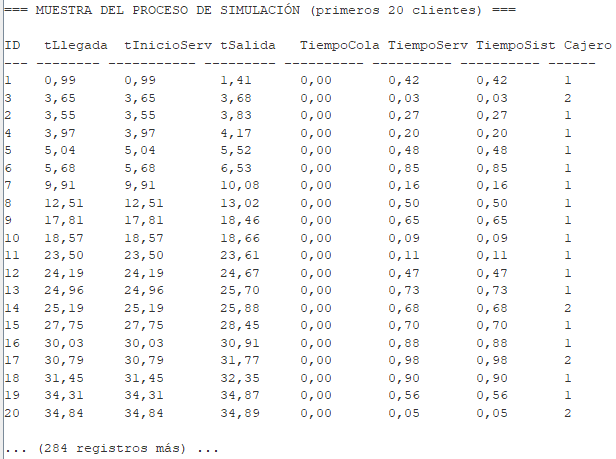 === MUESTRA DEL PROCESO DE SIMULACIÓN (primeros 20 clientes) ===
ID tLlegada tInicioServ tSalida TiempoCola TiempoServ TiempoSist Cajero
--- -------- ----------- --------- ---------- ---------- ---------- ------
1 0,99 0,99 1,41 0,00 0,42 0,42 1
3 3,65 3,65 3,68 0,00 0,03 0,03 2
2 3,55 3,55 3,83 0,00 0,27 0,27 1
4 3,97 3,97 4,17 0,00 0,20 0,20 1
5 5,04 5,04 5,52 0,00 0,48 0,48 1
6 5,68 5,68 6,53 0,00 0,85 0,85 1
7 9,91 9,91 10,08 0,00 0,16 0,16 1
8 12,51 12,51 13,02 0,00 0,50 0,50 1
9 17,81 17,81 18,46 0,00 0,65 0,65 1
10 18,57 18,57 18,66 0,00 0,09 0,09 1
11 23,50 23,50 23,61 0,00 0,11 0,11 1
12 24,19 24,19 24,67 0,00 0,47 0,47 1
13 24,96 24,96 25,70 0,00 0,73 0,73 1
14 25,19 25,19 25,88 0,00 0,68 0,68 2
15 27,75 27,75 28,45 0,00 0,70 0,70 1
16 30,03 30,03 30,91 0,00 0,88 0,88 1
17 30,79 30,79 31,77 0,00 0,98 0,98 2
18 31,45 31,45 32,35 0,00 0,90 0,90 1
19 34,31 34,31 34,87 0,00 0,56 0,56 1
20 34,84 34,84 34,89 0,00 0,05 0,05 2
... (284 registros más) ...